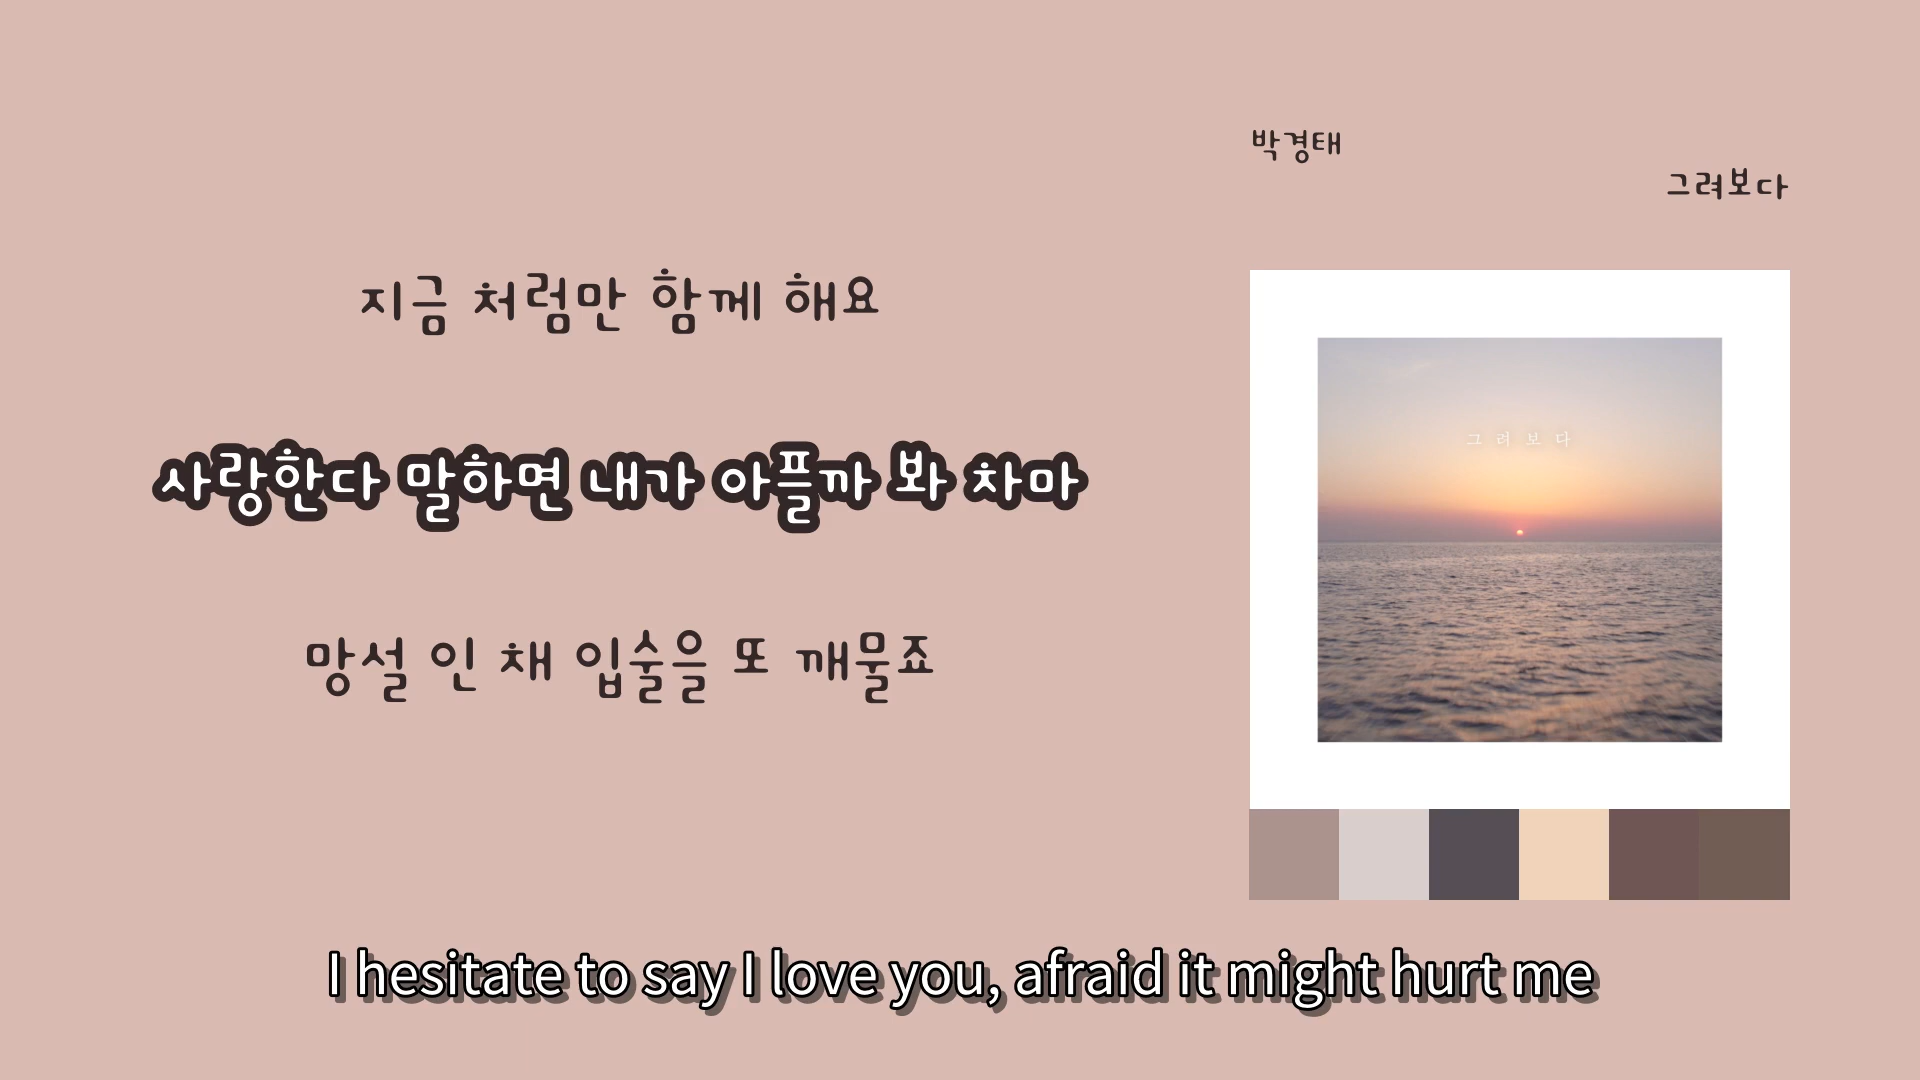 박경태
그려보다
지금 처럼만 함께 해요
사랑한다 말하면 내가 아플까 봐 차마
망설 인 채 입술을 또 깨물죠
그려보다
I hesitate to say I love you, afraid it might hurt me